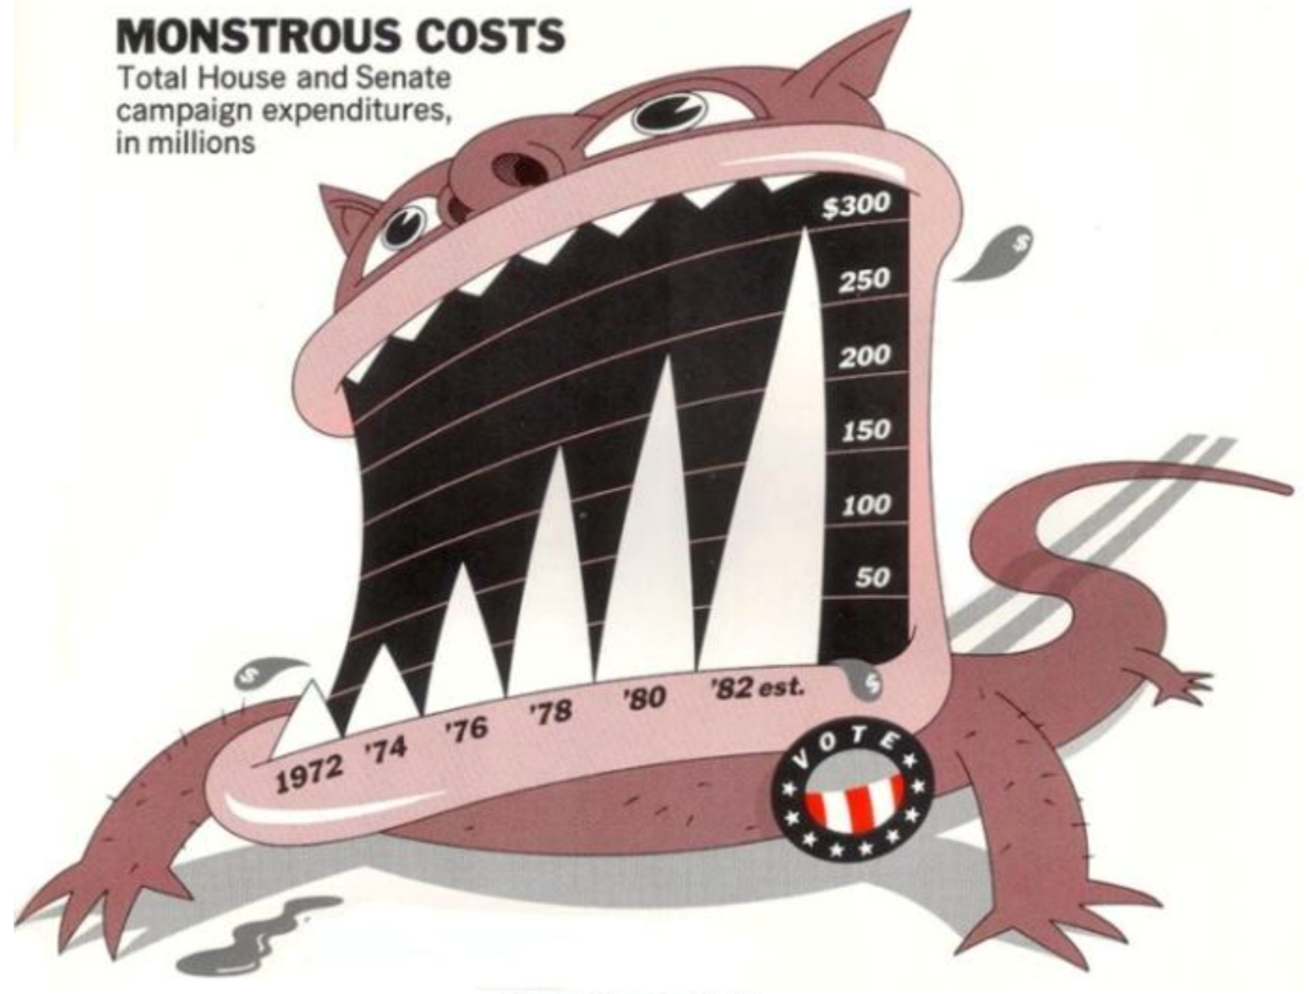 MONSTROUS COSTS
Total House and Senate
campaign expenditures,
in millions
$300
250
200
150
100
50
1972
'74
'76
'78
'80
'82 est.
$
$
$
VOTE